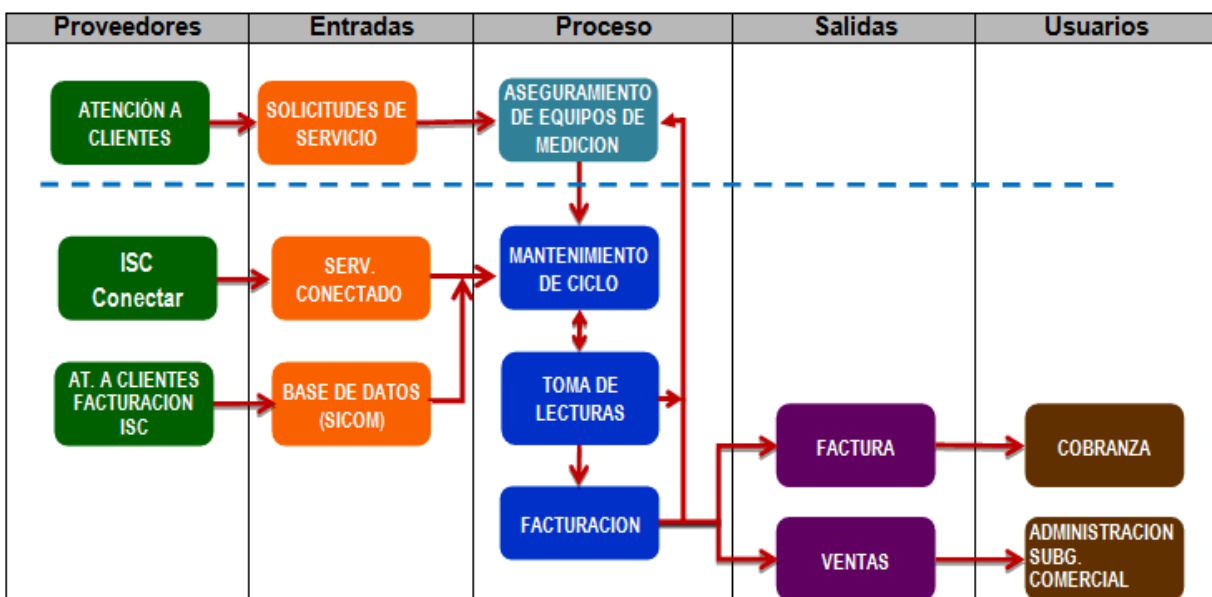 Proveedores
Entradas
Proceso
Salidas
Usuarios
ATENCIÓN A
CLIENTES
SOLICITUDES DE
SERVICIO
ASEGURAMIENTO
DE EQUIPOS DE
MEDICION
ISC
Conectar
SERV.
CONECTADO
MANTENIMIENTO
DE CICLO
AT. A CLIENTES
FACTURACION
ISC
BASE DE DATOS
(SICOM)
TOMA DE
LECTURAS
FACTURA
COBRANZA
FACTURACION
VENTAS
ADMINISTRACION
SUBG.
COMERCIAL